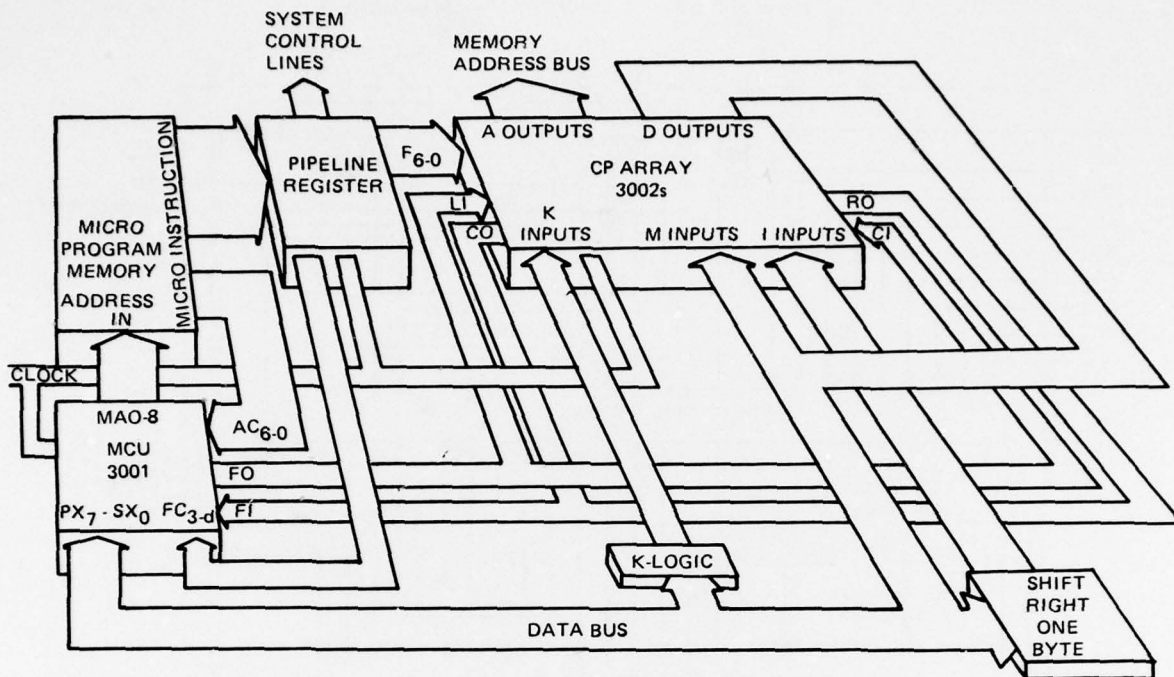 SYSTEM
CONTROL
LINES
MEMORY
ADDRESS BUS
MICRO INSTRUCTION
PIPELINE
REGISTER
F6-0
A OUTPUTS D OUTPUTS
CP ARRAY
3002s
LI
CO
K
INPUTS
M INPUTS
I INPUTS
RO
CI
MICRO
PROGRAM
MEMORY
ADDRESS
IN
CLOCK
MAO-8
MCU
3001
AC6-0
FO
PX7 - SX0 FC3-d
FI
K-LOGIC
SHIFT
RIGHT
ONE
BYTE
DATA BUS